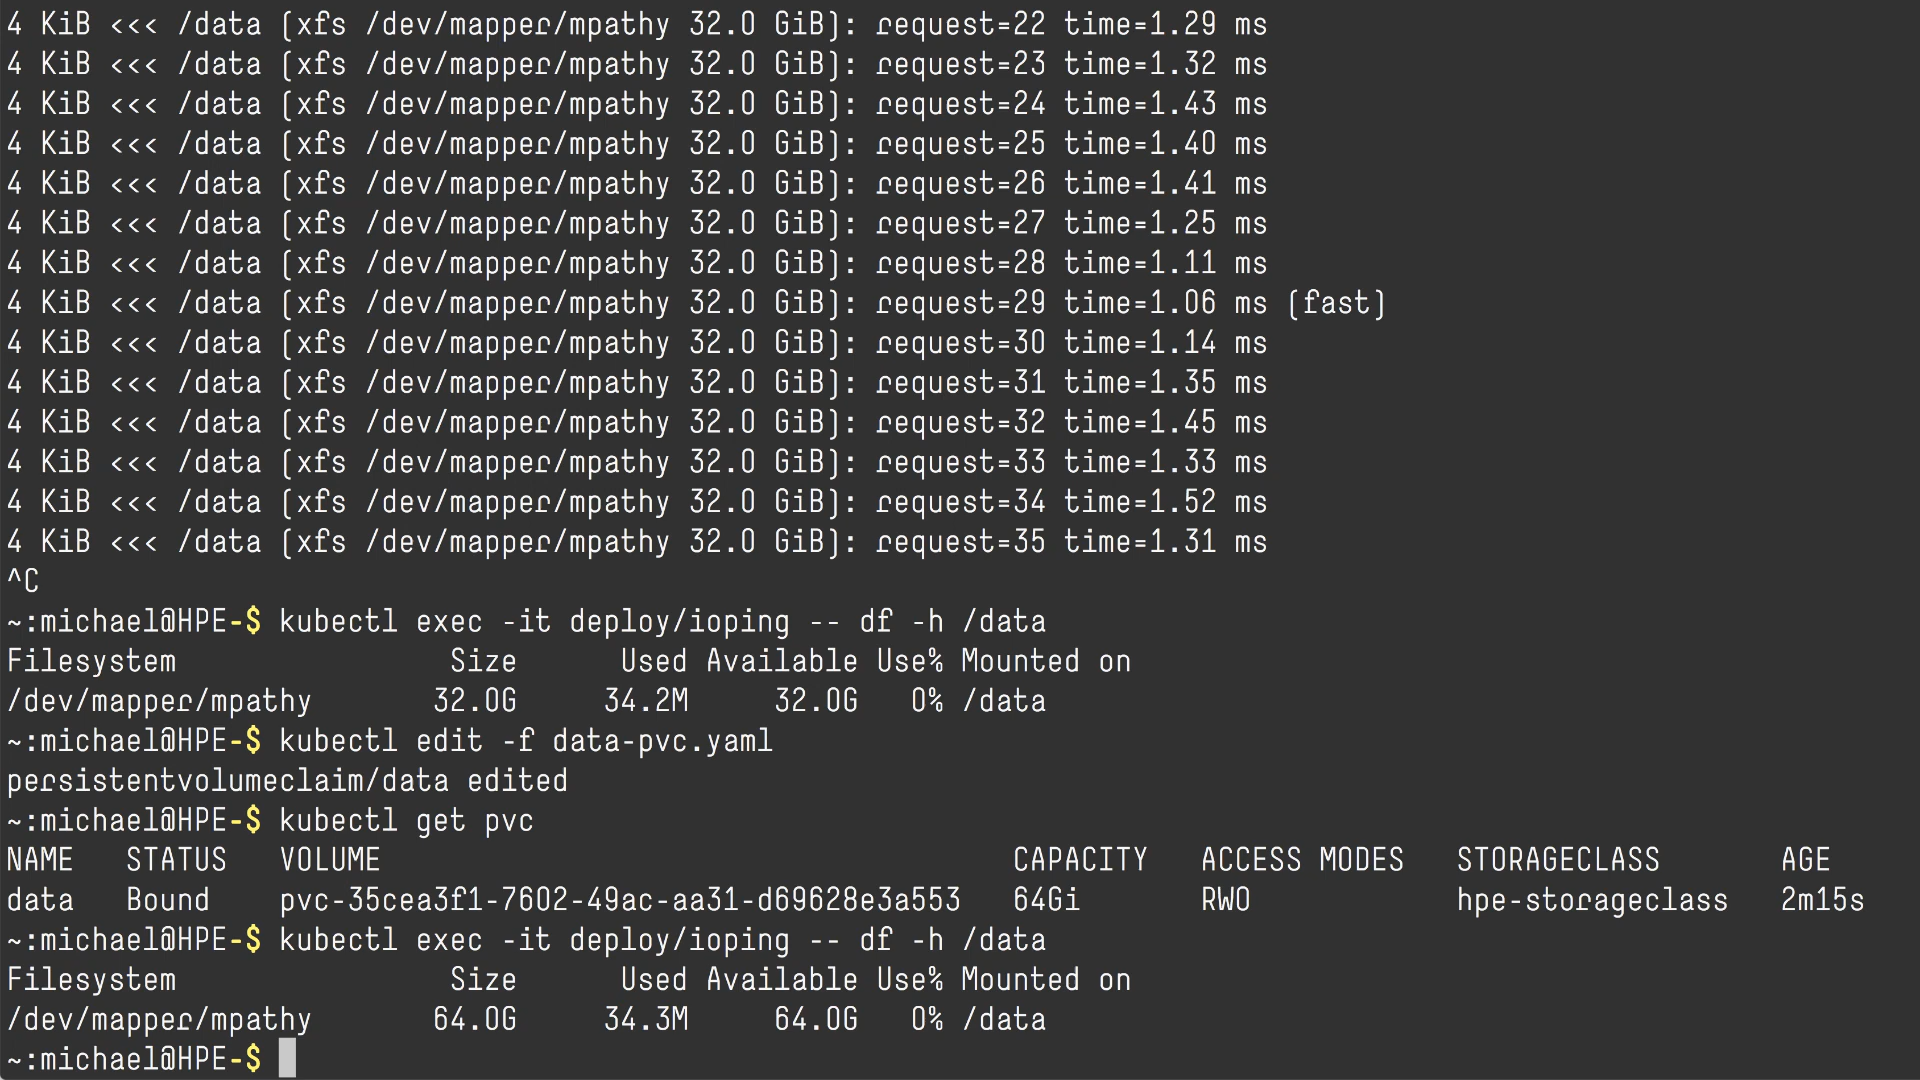 4 KiB <<< /data (xfs /dev/mapper/mpathy 32.0 GiB): request=22 time=1.29 ms
4 KiB <<< /data (xfs /dev/mapper/mpathy 32.0 GiB): request=23 time=1.32 ms
4 KiB <<< /data (xfs /dev/mapper/mpathy 32.0 GiB): request=24 time=1.43 ms
4 KiB <<< /data (xfs /dev/mapper/mpathy 32.0 GiB): request=25 time=1.40 ms
4 KiB <<< /data (xfs /dev/mapper/mpathy 32.0 GiB): request=26 time=1.41 ms
4 KiB <<< /data (xfs /dev/mapper/mpathy 32.0 GiB): request=27 time=1.25 ms
4 KiB <<< /data (xfs /dev/mapper/mpathy 32.0 GiB): request=28 time=1.11 ms
4 KiB <<< /data (xfs /dev/mapper/mpathy 32.0 GiB): request=29 time=1.06 ms (fast)
4 KiB <<< /data (xfs /dev/mapper/mpathy 32.0 GiB): request=30 time=1.14 ms
4 KiB <<< /data (xfs /dev/mapper/mpathy 32.0 GiB): request=31 time=1.35 ms
4 KiB <<< /data (xfs /dev/mapper/mpathy 32.0 GiB): request=32 time=1.45 ms
4 KiB <<< /data (xfs /dev/mapper/mpathy 32.0 GiB): request=33 time=1.33 ms
4 KiB <<< /data (xfs /dev/mapper/mpathy 32.0 GiB): request=34 time=1.52 ms
4 KiB <<< /data (xfs /dev/mapper/mpathy 32.0 GiB): request=35 time=1.31 ms
^C
~:michael@HPE-$ kubectl exec -it deploy/ioping -- df -h /data
Filesystem                Size      Used Available Use% Mounted on
/dev/mapper/mpathy       32.0G     34.2M     32.0G   0% /data
~:michael@HPE-$ kubectl edit -f data-pvc.yaml
persistentvolumeclaim/data edited
~:michael@HPE-$ kubectl get pvc
NAME   STATUS   VOLUME                                     CAPACITY   ACCESS MODES   STORAGECLASS       AGE
data   Bound    pvc-35cea3f1-7602-49ac-aa31-d69628e3a553   64Gi       RWO            hpe-storageclass   2m15s
~:michael@HPE-$ kubectl exec -it deploy/ioping -- df -h /data
Filesystem                Size      Used Available Use% Mounted on
/dev/mapper/mpathy       64.0G     34.3M     64.0G   0% /data
~:michael@HPE-$